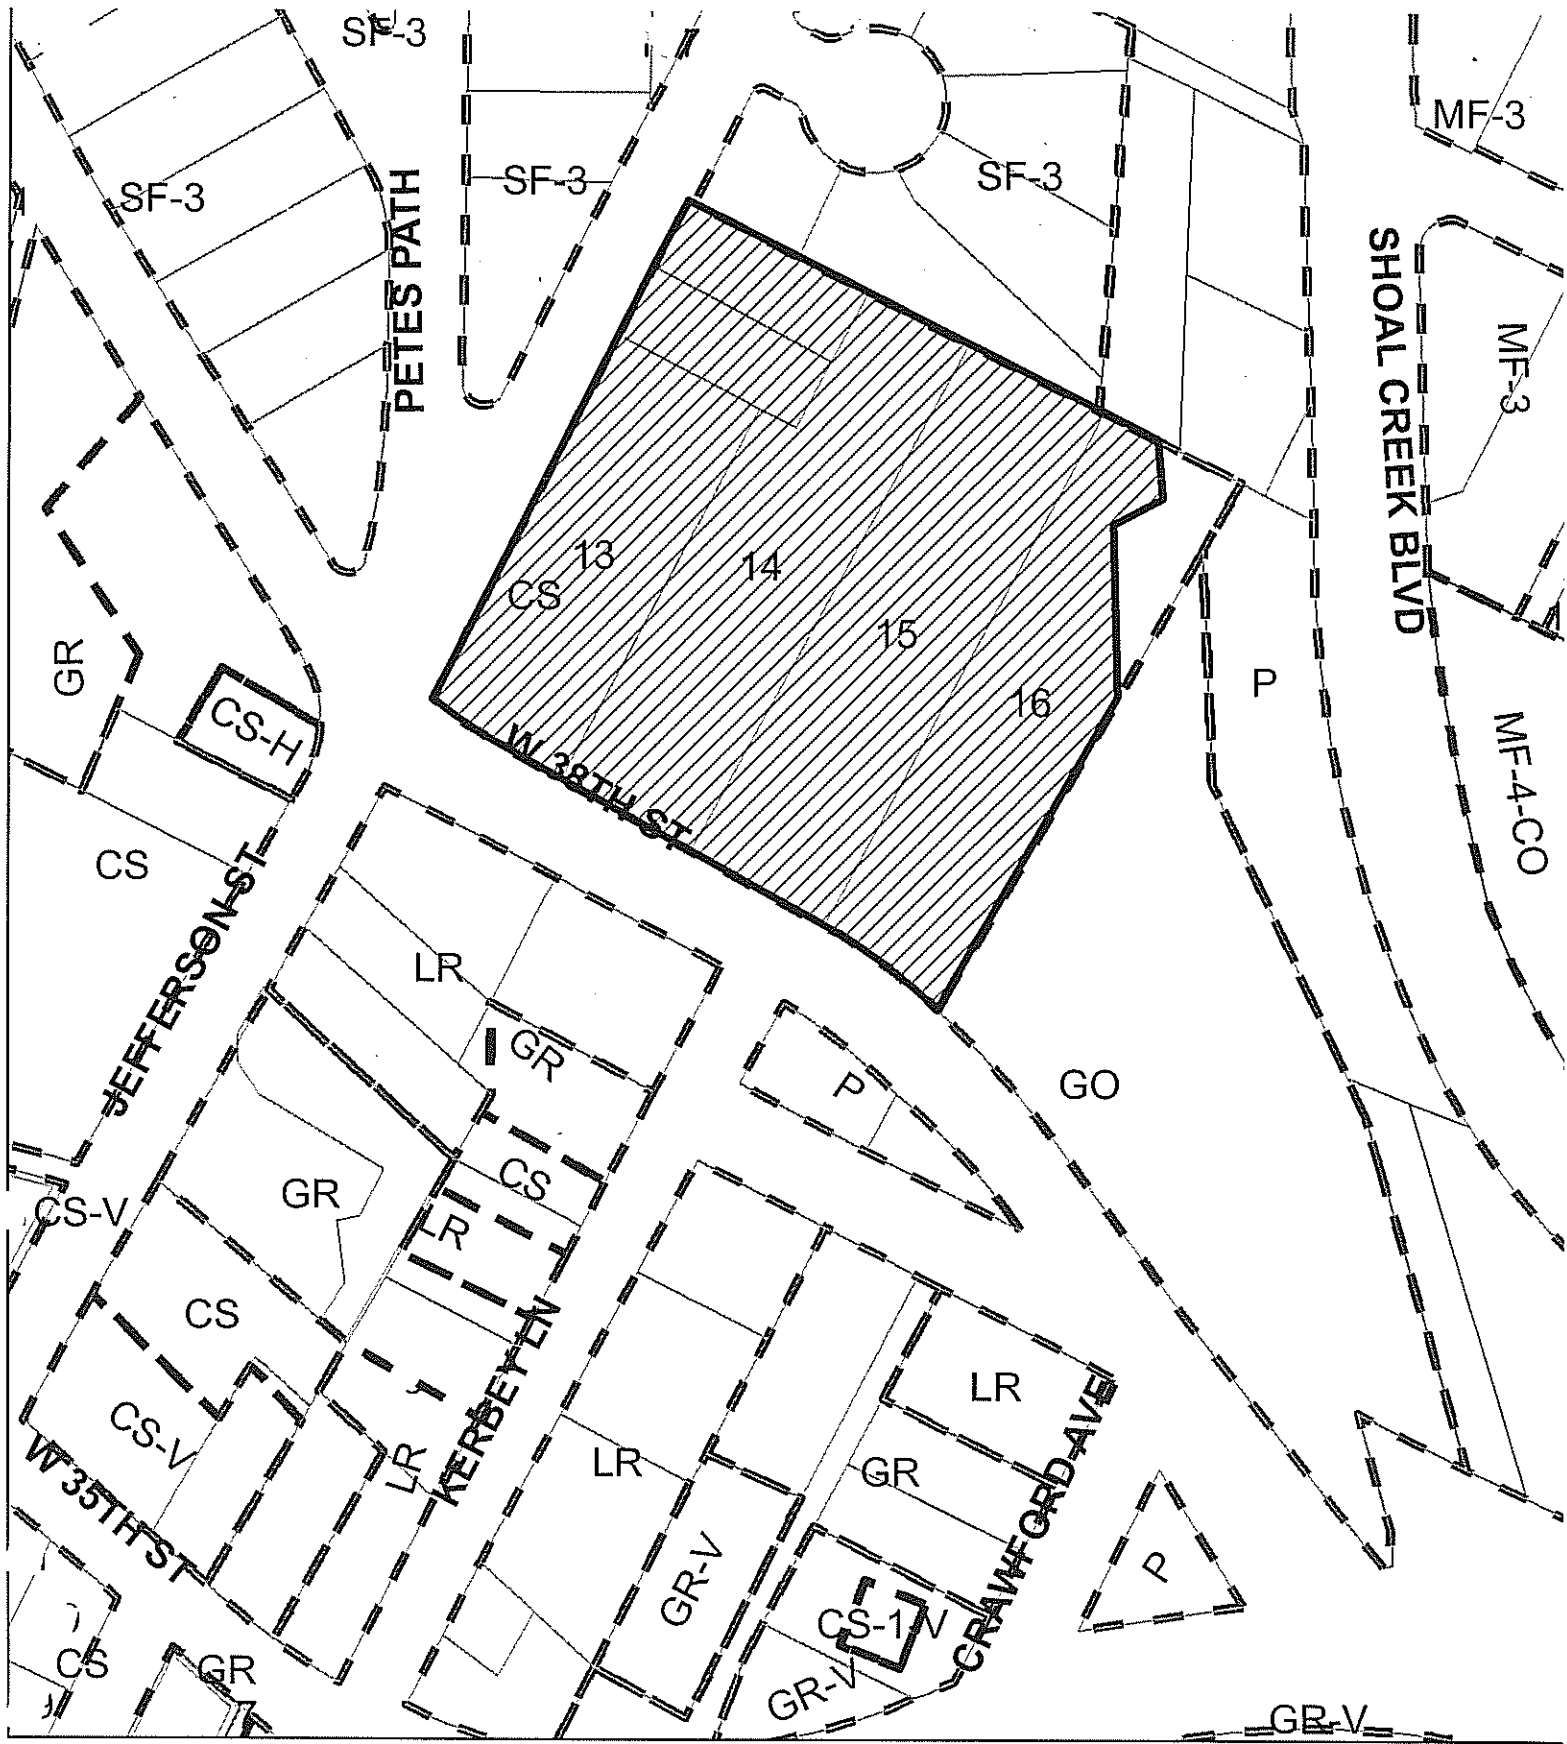 SF-3
MF-3
SF-3
SF-3
SF-3
PETES PATH
SHOAL CREEK BLVD
MF-3
13
14
CS
15
16
GR
P
CS-H
W 38TH ST
MF-4-CO
CS
JEFFERSON ST
LR
GR
P
GO
CS
GR
CS-V
LR
CS
KERBEY LN
LR
CRAWFORD AVE
CS-V
LR
LR
GR
W 35TH ST
GR-V
P
CS-1-V
CS
GR
GR-V
GR-V